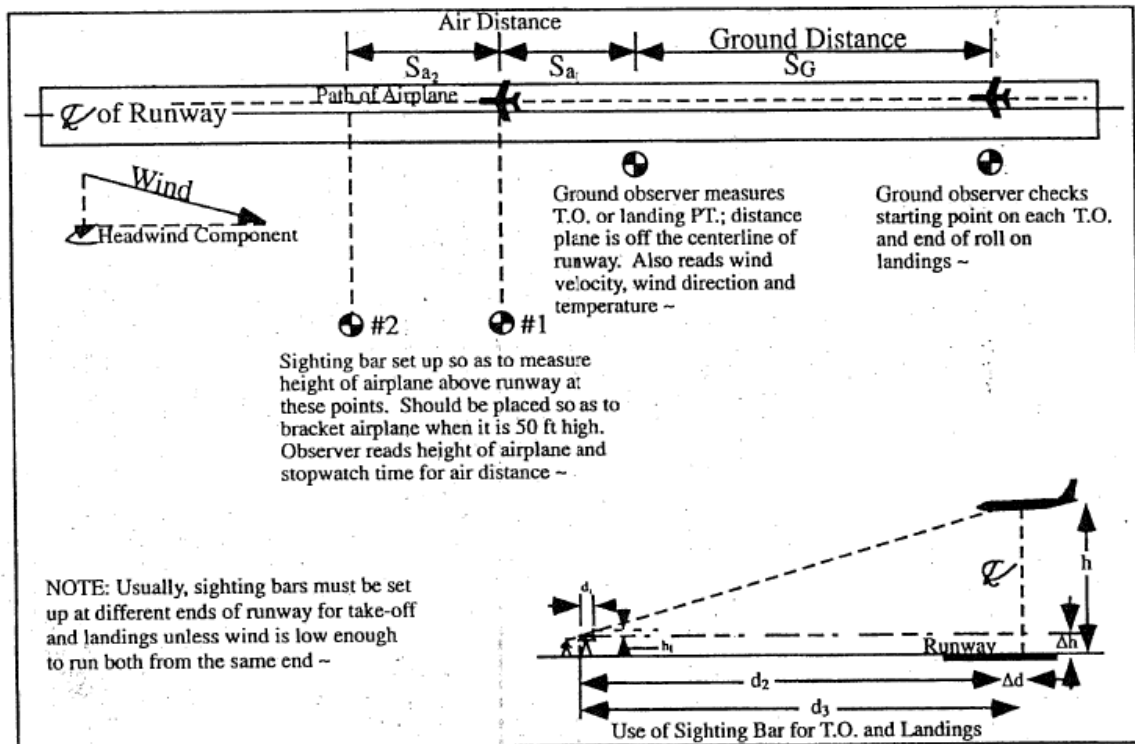 Air Distance
Ground Distance
Sa2
Sa1
SG
Path of Airplane
℄ of Runway
Wind
Headwind Component
Ground observer measures
T.O. or landing PT.; distance
plane is off the centerline of
runway. Also reads wind
velocity, wind direction and
temperature ~
Ground observer checks
starting point on each T.O.
and end of roll on
landings ~
#2
#1
Sighting bar set up so as to measure
height of airplane above runway at
these points. Should be placed so as to
bracket airplane when it is 50 ft high.
Observer reads height of airplane and
stopwatch time for air distance ~
NOTE: Usually, sighting bars must be set
up at different ends of runway for take-off
and landings unless wind is low enough
to run both from the same end ~
d1
h
℄
h1
Runway
Δh
d2
Δd
d3
Use of Sighting Bar for T.O. and Landings